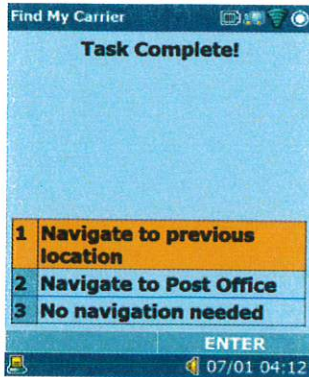 Find My Carrier
Task Complete!
1 Navigate to previous
location
2 Navigate to Post Office
3 No navigation needed
ENTER
07/01 04:12